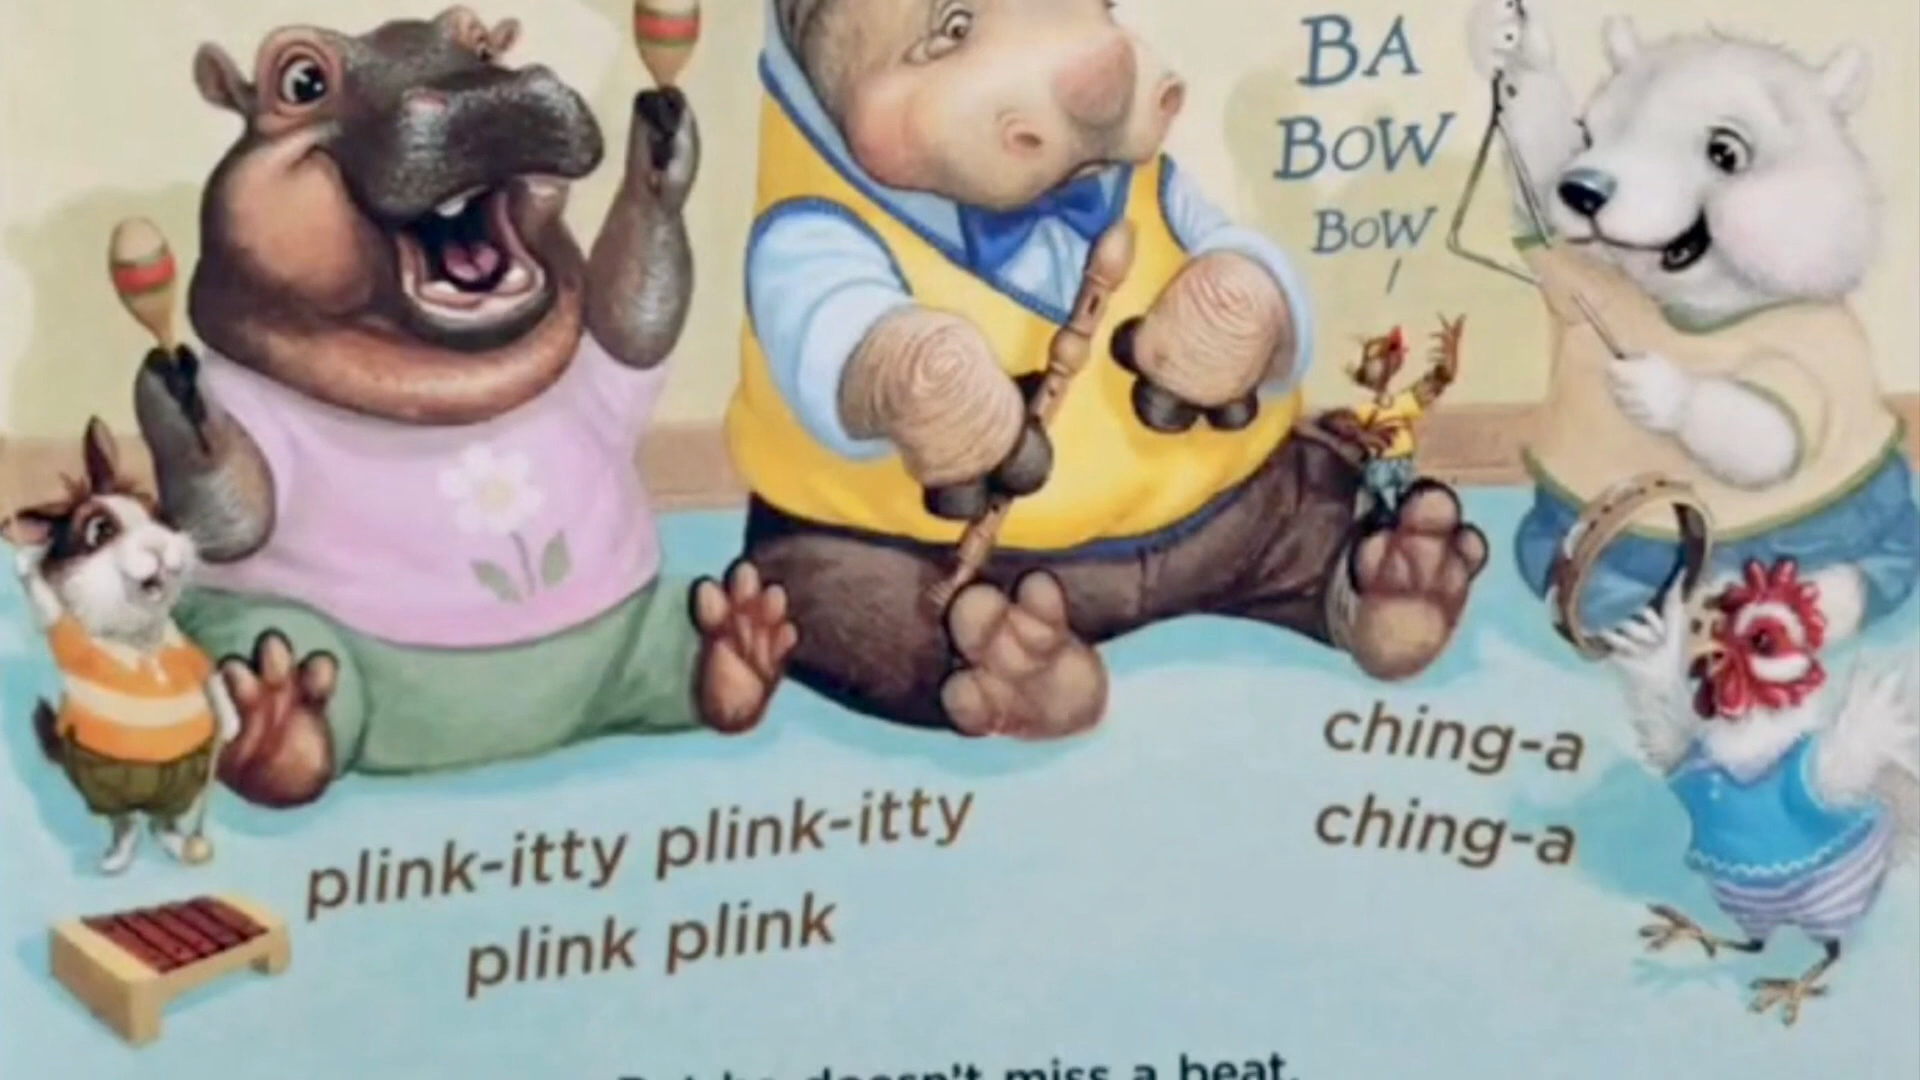 BA
BOW
BOW
ching-a
ching-a
plink-itty plink-itty
plink plink
doesn't miss a beat.